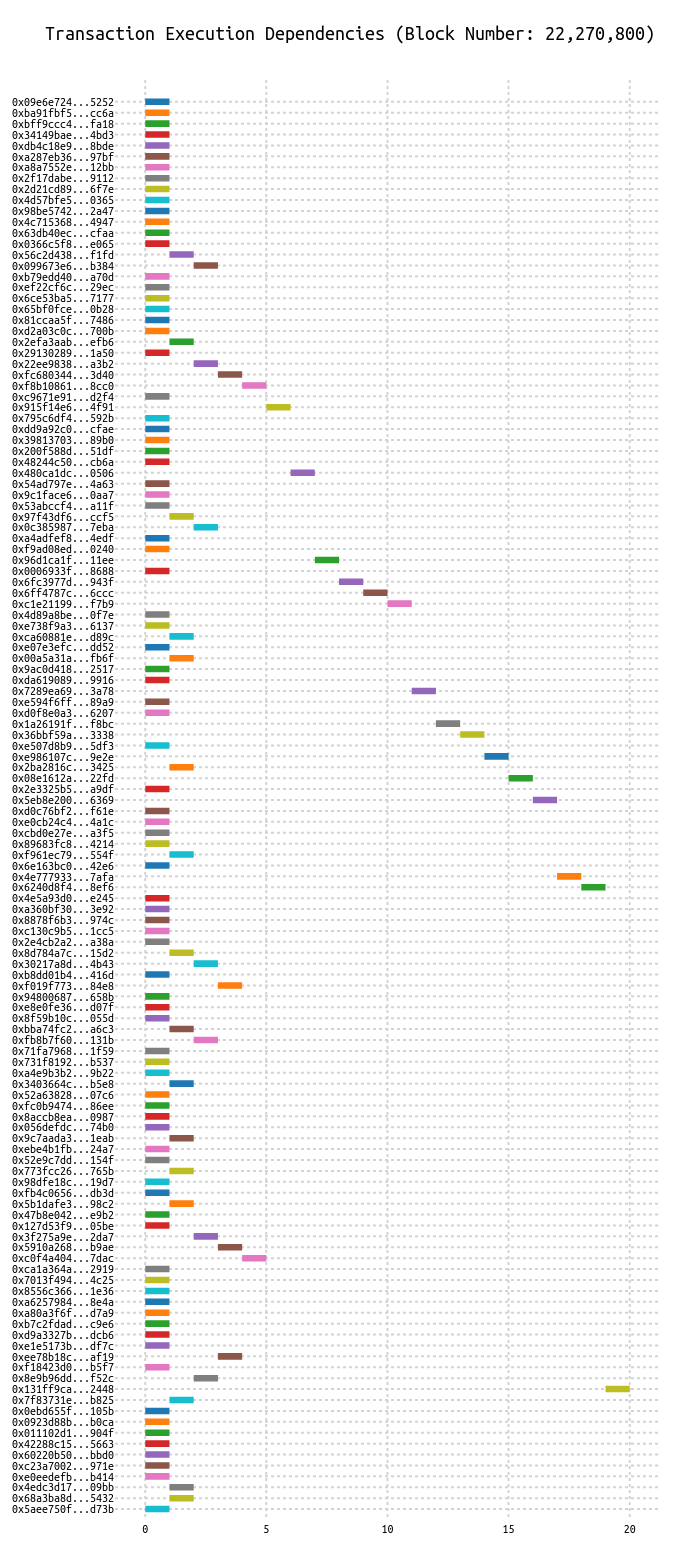 Transaction Execution Dependencies (Block Number: 22,270,800)
0x09e6e724...5252
0xba91fbf5...cc6a
0xbff9ccc4...fa18
0x34149bae...4bd3
0xdb4c18e9...8bde
0xa287eb36...97bf
0xa8a7552e...12bb
0x2f17dabe...9112
0x2d21cd89...6f7e
0x4d57bfe5...0365
0x98be5742...2a47
0x4c715368...4947
0x63db40ec...cfaa
0x0366c5f8...e065
0x56c2d438...f1fd
0x099673e6...b384
0xb79edd40...a70d
0xef22cf6c...29ec
0x6ce53ba5...7177
0x65bf0fce...0b28
0x81ccaa5f...7486
0xd2a03c0c...700b
0x2efa3aab...efb6
0x29130289...1a50
0x22ee9838...a3b2
0xfc680344...3d40
0xf8b10861...8cc0
0xc9671e91...d2f4
0x915f14e6...4f91
0x795c6df4...592b
0xdd9a92c0...cfae
0x39813703...89b0
0x200f588d...51df
0x48244c50...cb6a
0x480ca1dc...0506
0x54ad797e...4a63
0x9c1face6...0aa7
0x53abccf4...a11f
0x97f43df6...ccf5
0x0c385987...7eba
0xa4adfef8...4edf
0xf9ad08ed...0240
0x96d1ca1f...11ee
0x0006933f...8688
0x6fc3977d...943f
0x6ff4787c...6ccc
0xc1e21199...f7b9
0x4d89a8be...0f7e
0xe738f9a3...6137
0xca60881e...d89c
0xe07e3efc...dd52
0x00a5a31a...fb6f
0x9ac0d418...2517
0xda619089...9916
0x7289ea69...3a78
0xe594f6ff...89a9
0xd0f8e0a3...6207
0x1a26191f...f8bc
0x36bbf59a...3338
0xe507d8b9...5df3
0xe986107c...9e2e
0x2ba2816c...3425
0x08e1612a...22fd
0x2e3325b5...a9df
0x5eb8e200...6369
0xd0c76bf2...f61e
0xe0cb24c4...4a1c
0xcbd0e27e...a3f5
0x89683fc8...4214
0xf961ec79...554f
0x6e163bc0...42e6
0x4e777933...7afa
0x6240d8f4...8ef6
0x4e5a93d0...e245
0xa360bf30...3e92
0x8878f6b3...974c
0xc130c9b5...1cc5
0x2e4cb2a2...a38a
0x8d784a7c...15d2
0x30217a8d...4b43
0xb8dd01b4...416d
0xf019f773...84e8
0x94800687...658b
0xe8e0fe36...d07f
0x8f59b10c...055d
0xbba74fc2...a6c3
0xfb8b7f60...131b
0x71fa7968...1f59
0x731f8192...b537
0xa4e9b3b2...9b22
0x3403664c...b5e8
0x52a63828...07c6
0xfc0b9474...86ee
0x8accb8ea...0987
0x056defdc...74b0
0x9c7aada3...1eab
0xebe4b1fb...24a7
0x52e9c7dd...154f
0x773fcc26...765b
0x98dfe18c...19d7
0xfb4c0656...db3d
0x5b1dafe3...98c2
0x47b8e042...e9b2
0x127d53f9...05be
0x3f275a9e...2da7
0x5910a268...b9ae
0xc0f4a404...7dac
0xca1a364a...2919
0x7013f494...4c25
0x8556c366...1e36
0xa6257984...8e4a
0xa80a3f6f...d7a9
0xb7c2fdad...c9e6
0xd9a3327b...dcb6
0xe1e5173b...df7c
0xee78b18c...af19
0xf18423d0...b5f7
0x8e9b96dd...f52c
0x131ff9ca...2448
0x7f83731e...b825
0x0ebd655f...105b
0x0923d88b...b0ca
0x011102d1...904f
0x42288c15...5663
0x60220b50...bbd0
0xc23a7002...971e
0xe0eedefb...b414
0x4edc3d17...09bb
0x68a3ba8d...5432
0x5aee750f...d73b
0 5 10 15 20